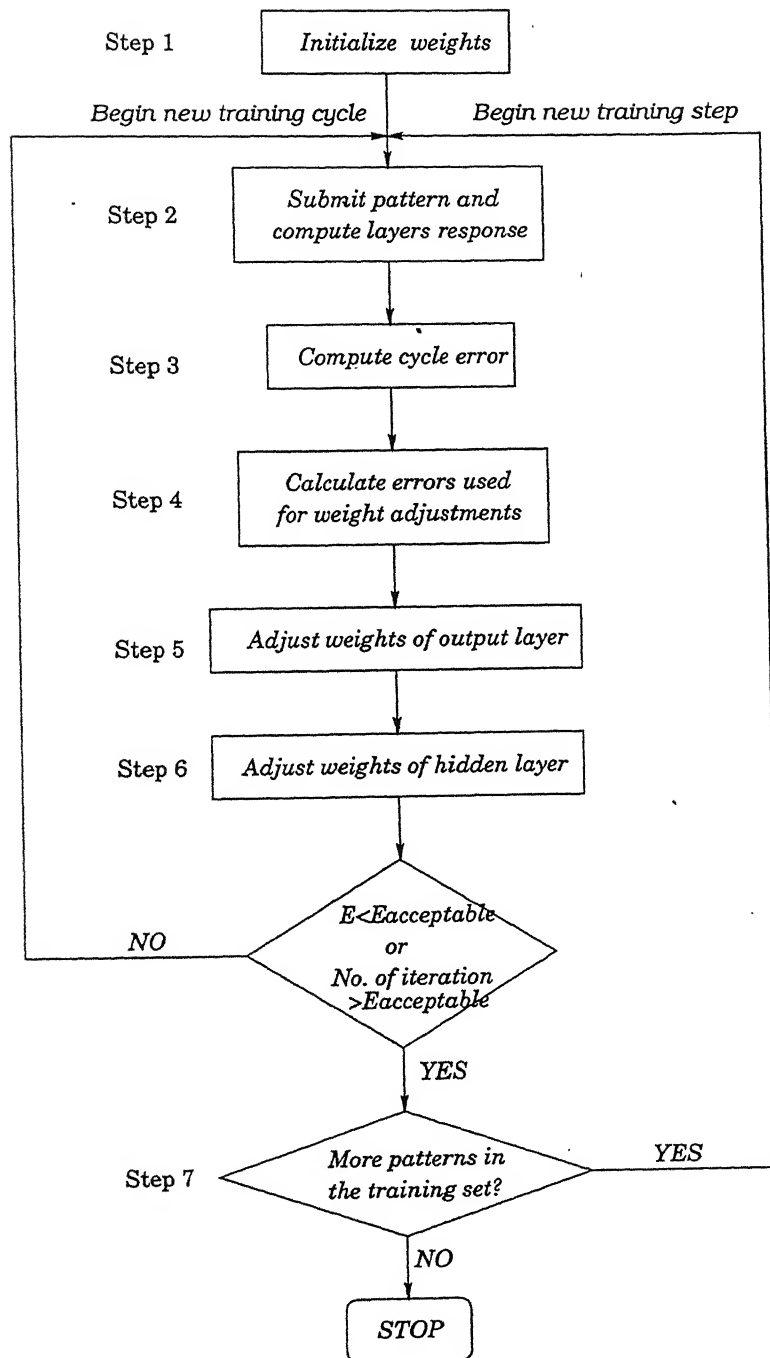 Step 1
Initialize weights
Begin new training cycle
Begin new training step
Step 2
Submit pattern and
compute layers response
Step 3
Compute cycle error
Step 4
Calculate errors used
for weight adjustments
Step 5
Adjust weights of output layer
Step 6
Adjust weights of hidden layer
E<Eacceptable
or
No. of iteration
>Eacceptable
NO
YES
Step 7
More patterns in
the training set?
YES
NO
STOP